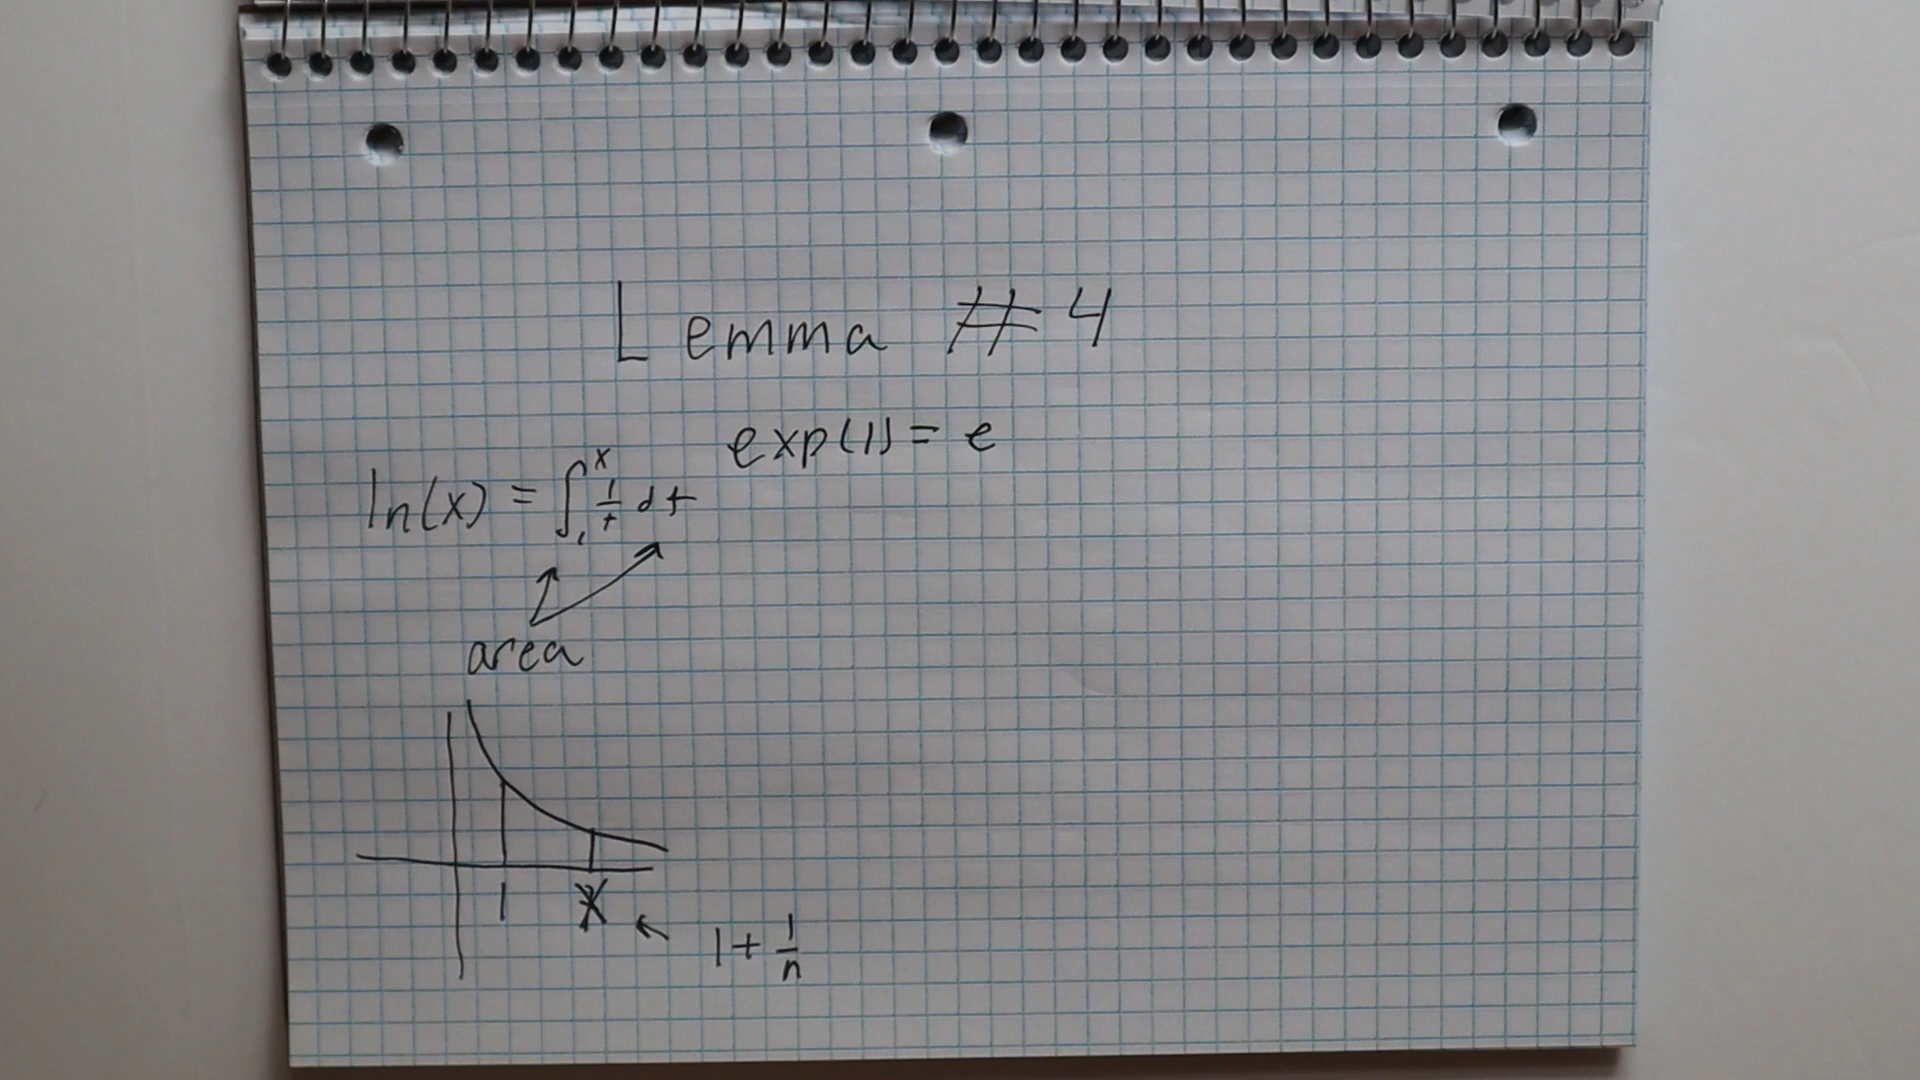 Lemma # 4
exp(1) = e
ln(x) = ∫₁ˣ 1/t dt
area
1 X
1 + 1/n